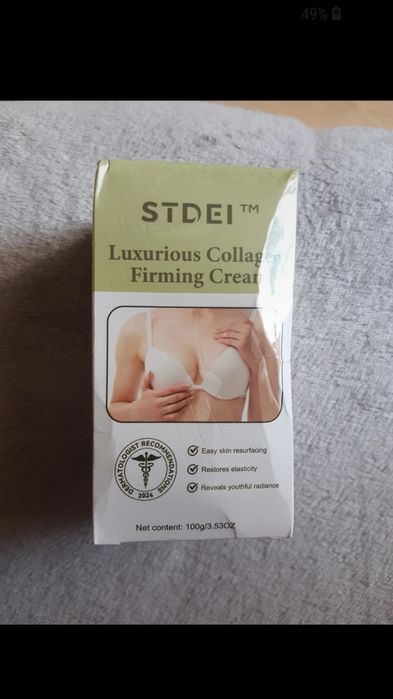 49%
STDEI™
Luxurious Collagen
Firming Cream
DERMATOLOGIST RECOMMENDATIONS
2024
Easy skin resurfacing
Restores elasticity
Reveals youthful radiance
Net content: 100g/3.53OZ